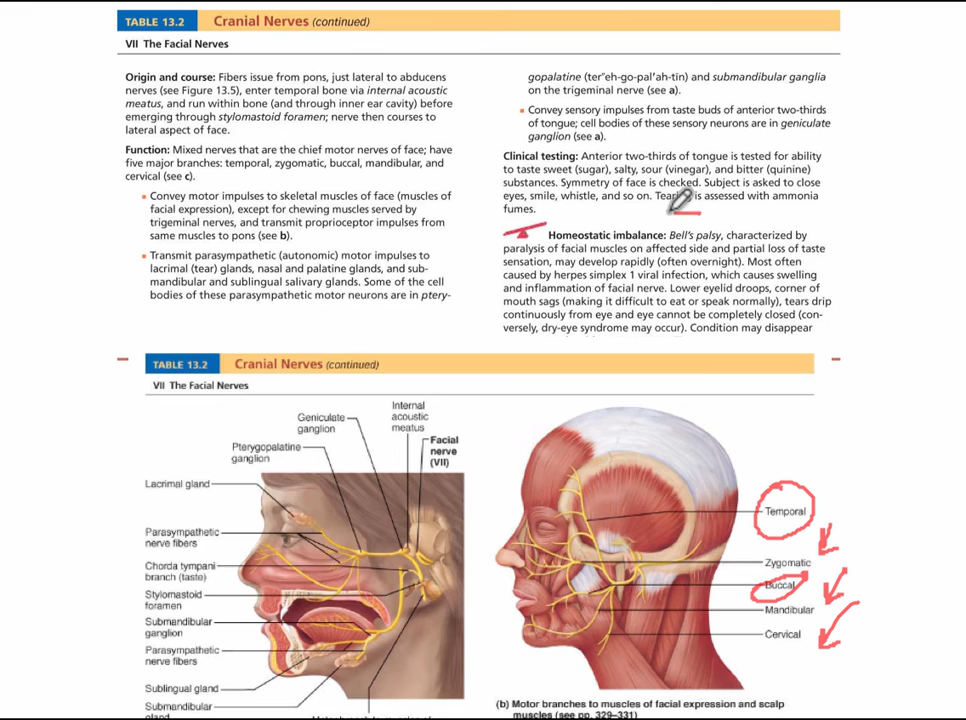 TABLE 13.2 Cranial Nerves (continued)
VII The Facial Nerves
Origin and course: Fibers issue from pons, just lateral to abducens
nerves (see Figure 13.5), enter temporal bone via internal acoustic
meatus, and run within bone (and through inner ear cavity) before
emerging through stylomastoid foramen; nerve then courses to
lateral aspect of face.
Function: Mixed nerves that are the chief motor nerves of face; have
five major branches: temporal, zygomatic, buccal, mandibular, and
cervical (see c).
▪ Convey motor impulses to skeletal muscles of face (muscles of
facial expression), except for chewing muscles served by
trigeminal nerves, and transmit proprioceptor impulses from
same muscles to pons (see b).
▪ Transmit parasympathetic (autonomic) motor impulses to
lacrimal (tear) glands, nasal and palatine glands, and sub-
mandibular and sublingual salivary glands. Some of the cell
bodies of these parasympathetic motor neurons are in ptery-
gopalatine (ter″eh-go-pal′ah-tīn) and submandibular ganglia
on the trigeminal nerve (see a).
▪ Convey sensory impulses from taste buds of anterior two-thirds
of tongue; cell bodies of these sensory neurons are in geniculate
ganglion (see a).
Clinical testing: Anterior two-thirds of tongue is tested for ability
to taste sweet (sugar), salty, sour (vinegar), and bitter (quinine)
substances. Symmetry of face is checked. Subject is asked to close
eyes, smile, whistle, and so on. is assessed with ammonia
fumes.
Homeostatic imbalance: Bell's palsy, characterized by
paralysis of facial muscles on affected side and partial loss of taste
sensation, may develop rapidly (often overnight). Most often
caused by herpes simplex 1 viral infection, which causes swelling
and inflammation of facial nerve. Lower eyelid droops, corner of
mouth sags (making it difficult to eat or speak normally), tears drip
continuously from eye and eye cannot be completely closed (con-
versely, dry-eye syndrome may occur). Condition may disappear
TABLE 13.2 Cranial Nerves (continued)
VII The Facial Nerves
Internal
acoustic
meatus
Geniculate
ganglion
Facial
nerve
(VII)
Pterygopalatine
ganglion
Lacrimal gland
Parasympathetic
nerve fibers
Chorda tympani
branch (taste)
Stylomastoid
foramen
Submandibular
ganglion
Parasympathetic
nerve fibers
Sublingual gland
Submandibular
Temporal
Zygomatic
Buccal
Mandibular
Cervical
(b) Motor branches to muscles of facial expression and scalp
muscles (see pp. 329–331)